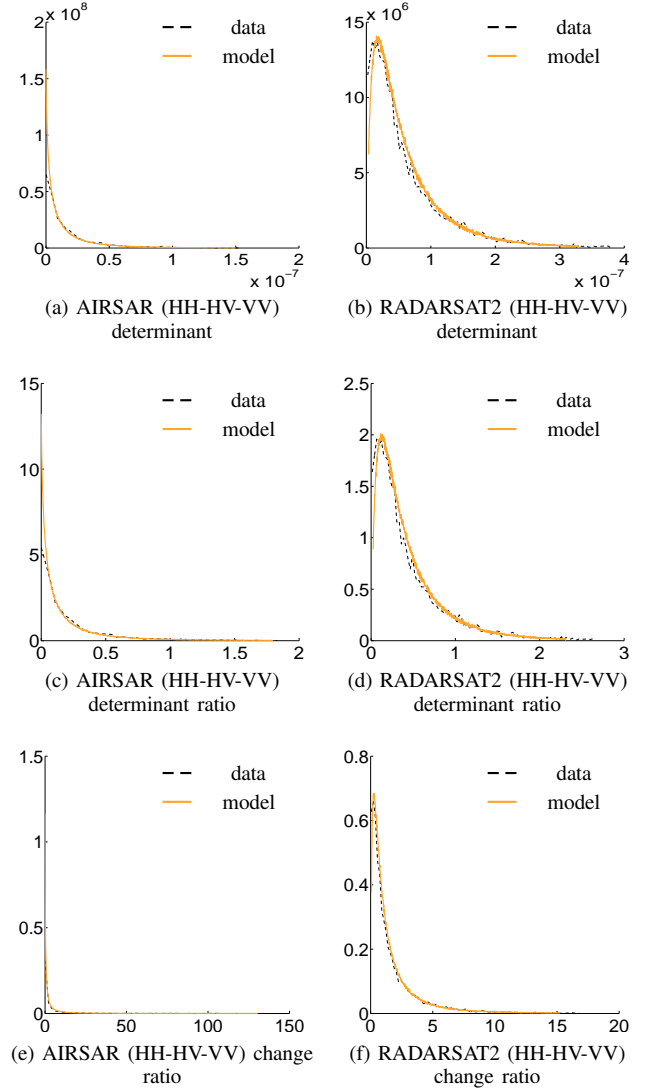 2 x 10^8
data
model
1.5
1
0.5
0
0 0.5 1 1.5 2
x 10^-7
(a) AIRSAR (HH-HV-VV)
determinant
15 x 10^6
data
model
10
5
0
0 1 2 3 4
x 10^-7
(b) RADARSAT2 (HH-HV-VV)
determinant
15
data
model
10
5
0
0 0.5 1 1.5 2
(c) AIRSAR (HH-HV-VV)
determinant ratio
2.5
data
2
model
1.5
1
0.5
0
0 1 2 3
(d) RADARSAT2 (HH-HV-VV)
determinant ratio
1.5
data
model
1
0.5
0
0 50 100 150
(e) AIRSAR (HH-HV-VV) change
ratio
0.8
data
model
0.6
0.4
0.2
0
0 5 10 15 20
(f) RADARSAT2 (HH-HV-VV)
change ratio